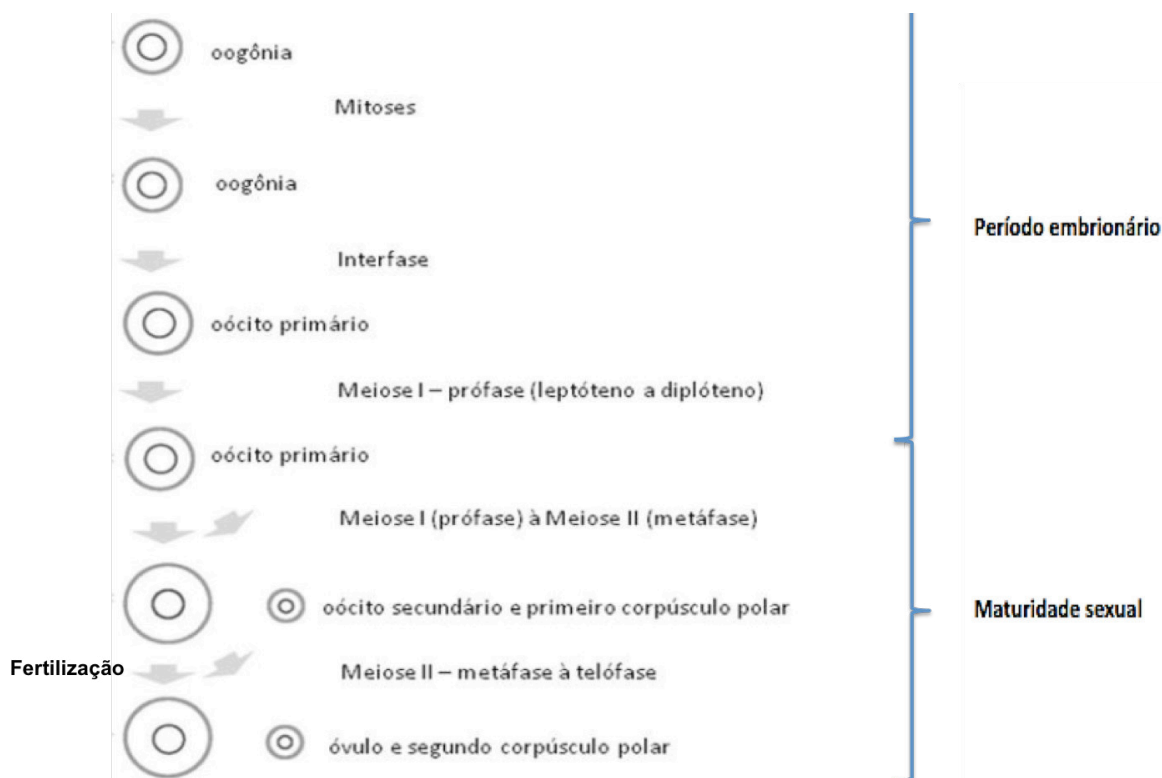 oogônia
Mitoses
oogônia
Período embrionário
Interfase
oócito primário
Meiose I – prófase (leptóteno a diplóteno)
oócito primário
Meiose I (prófase) à Meiose II (metáfase)
oócito secundário e primeiro corpúsculo polar
Maturidade sexual
Fertilização
Meiose II – metáfase à telófase
óvulo e segundo corpúsculo polar